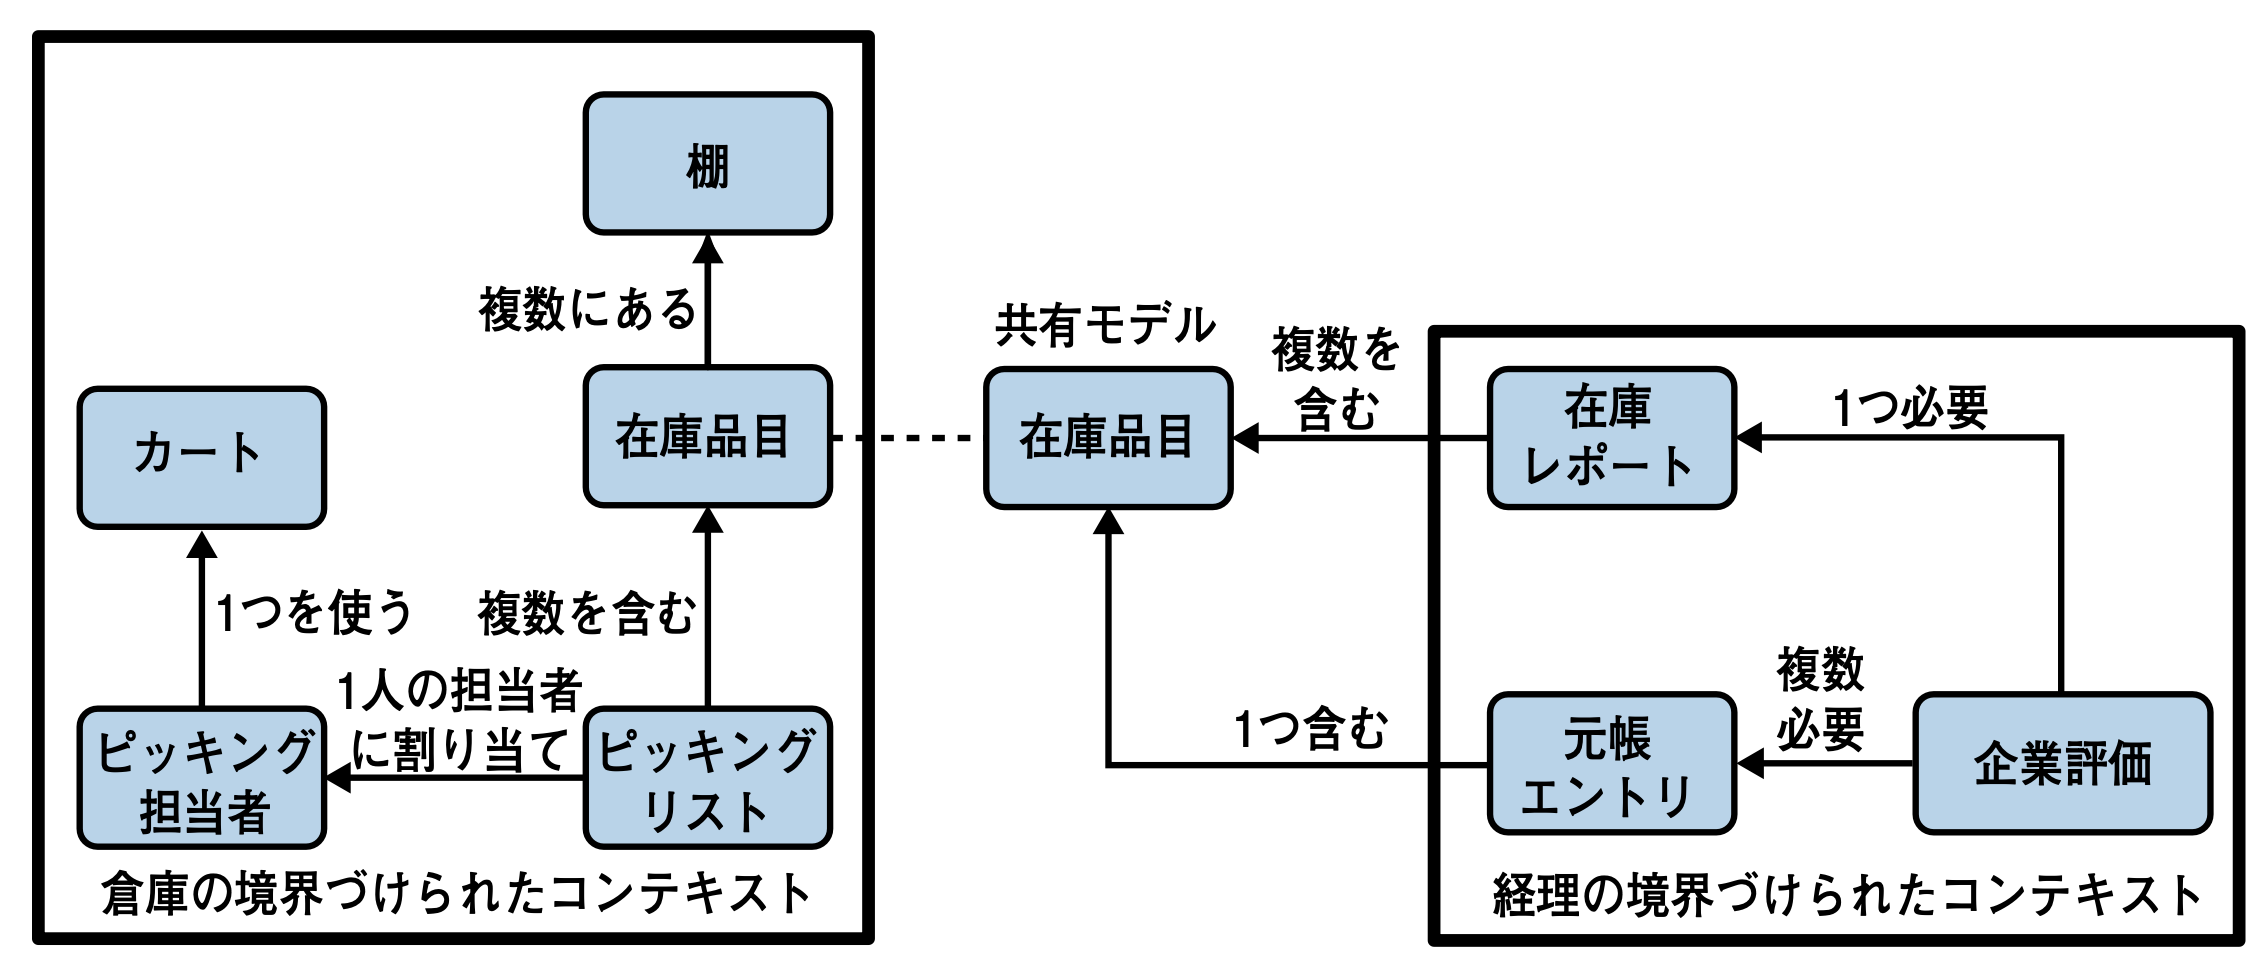 棚
複数にある
カート
在庫品目
1つを使う
複数を含む
1人の担当者
に割り当て
ピッキング
担当者
ピッキング
リスト
倉庫の境界づけられたコンテキスト
共有モデル
在庫品目
複数を
含む
1つ含む
在庫
レポート
1つ必要
複数
必要
元帳
エントリ
企業評価
経理の境界づけられたコンテキスト